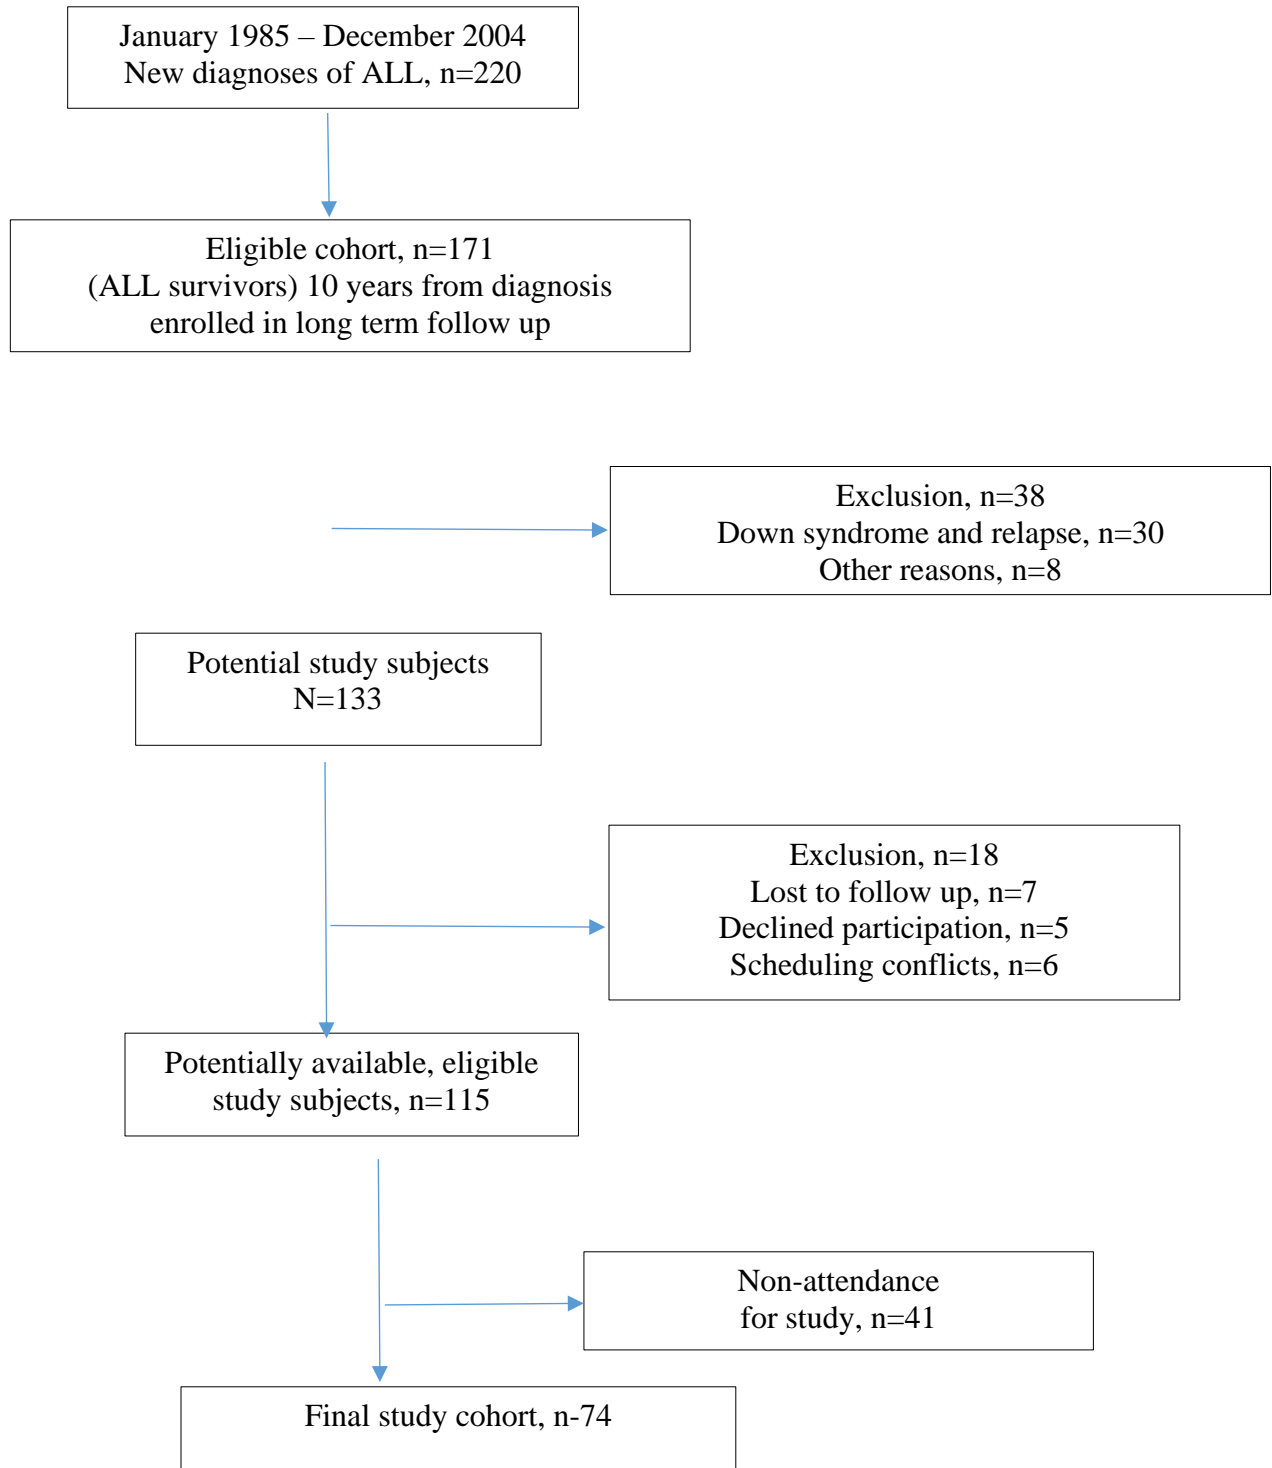 January 1985 – December 2004
New diagnoses of ALL, n=220
Eligible cohort, n=171
(ALL survivors) 10 years from diagnosis
enrolled in long term follow up
Exclusion, n=38
Down syndrome and relapse, n=30
Other reasons, n=8
Potential study subjects
N=133
Exclusion, n=18
Lost to follow up, n=7
Declined participation, n=5
Scheduling conflicts, n=6
Potentially available, eligible
study subjects, n=115
Non-attendance
for study, n=41
Final study cohort, n-74